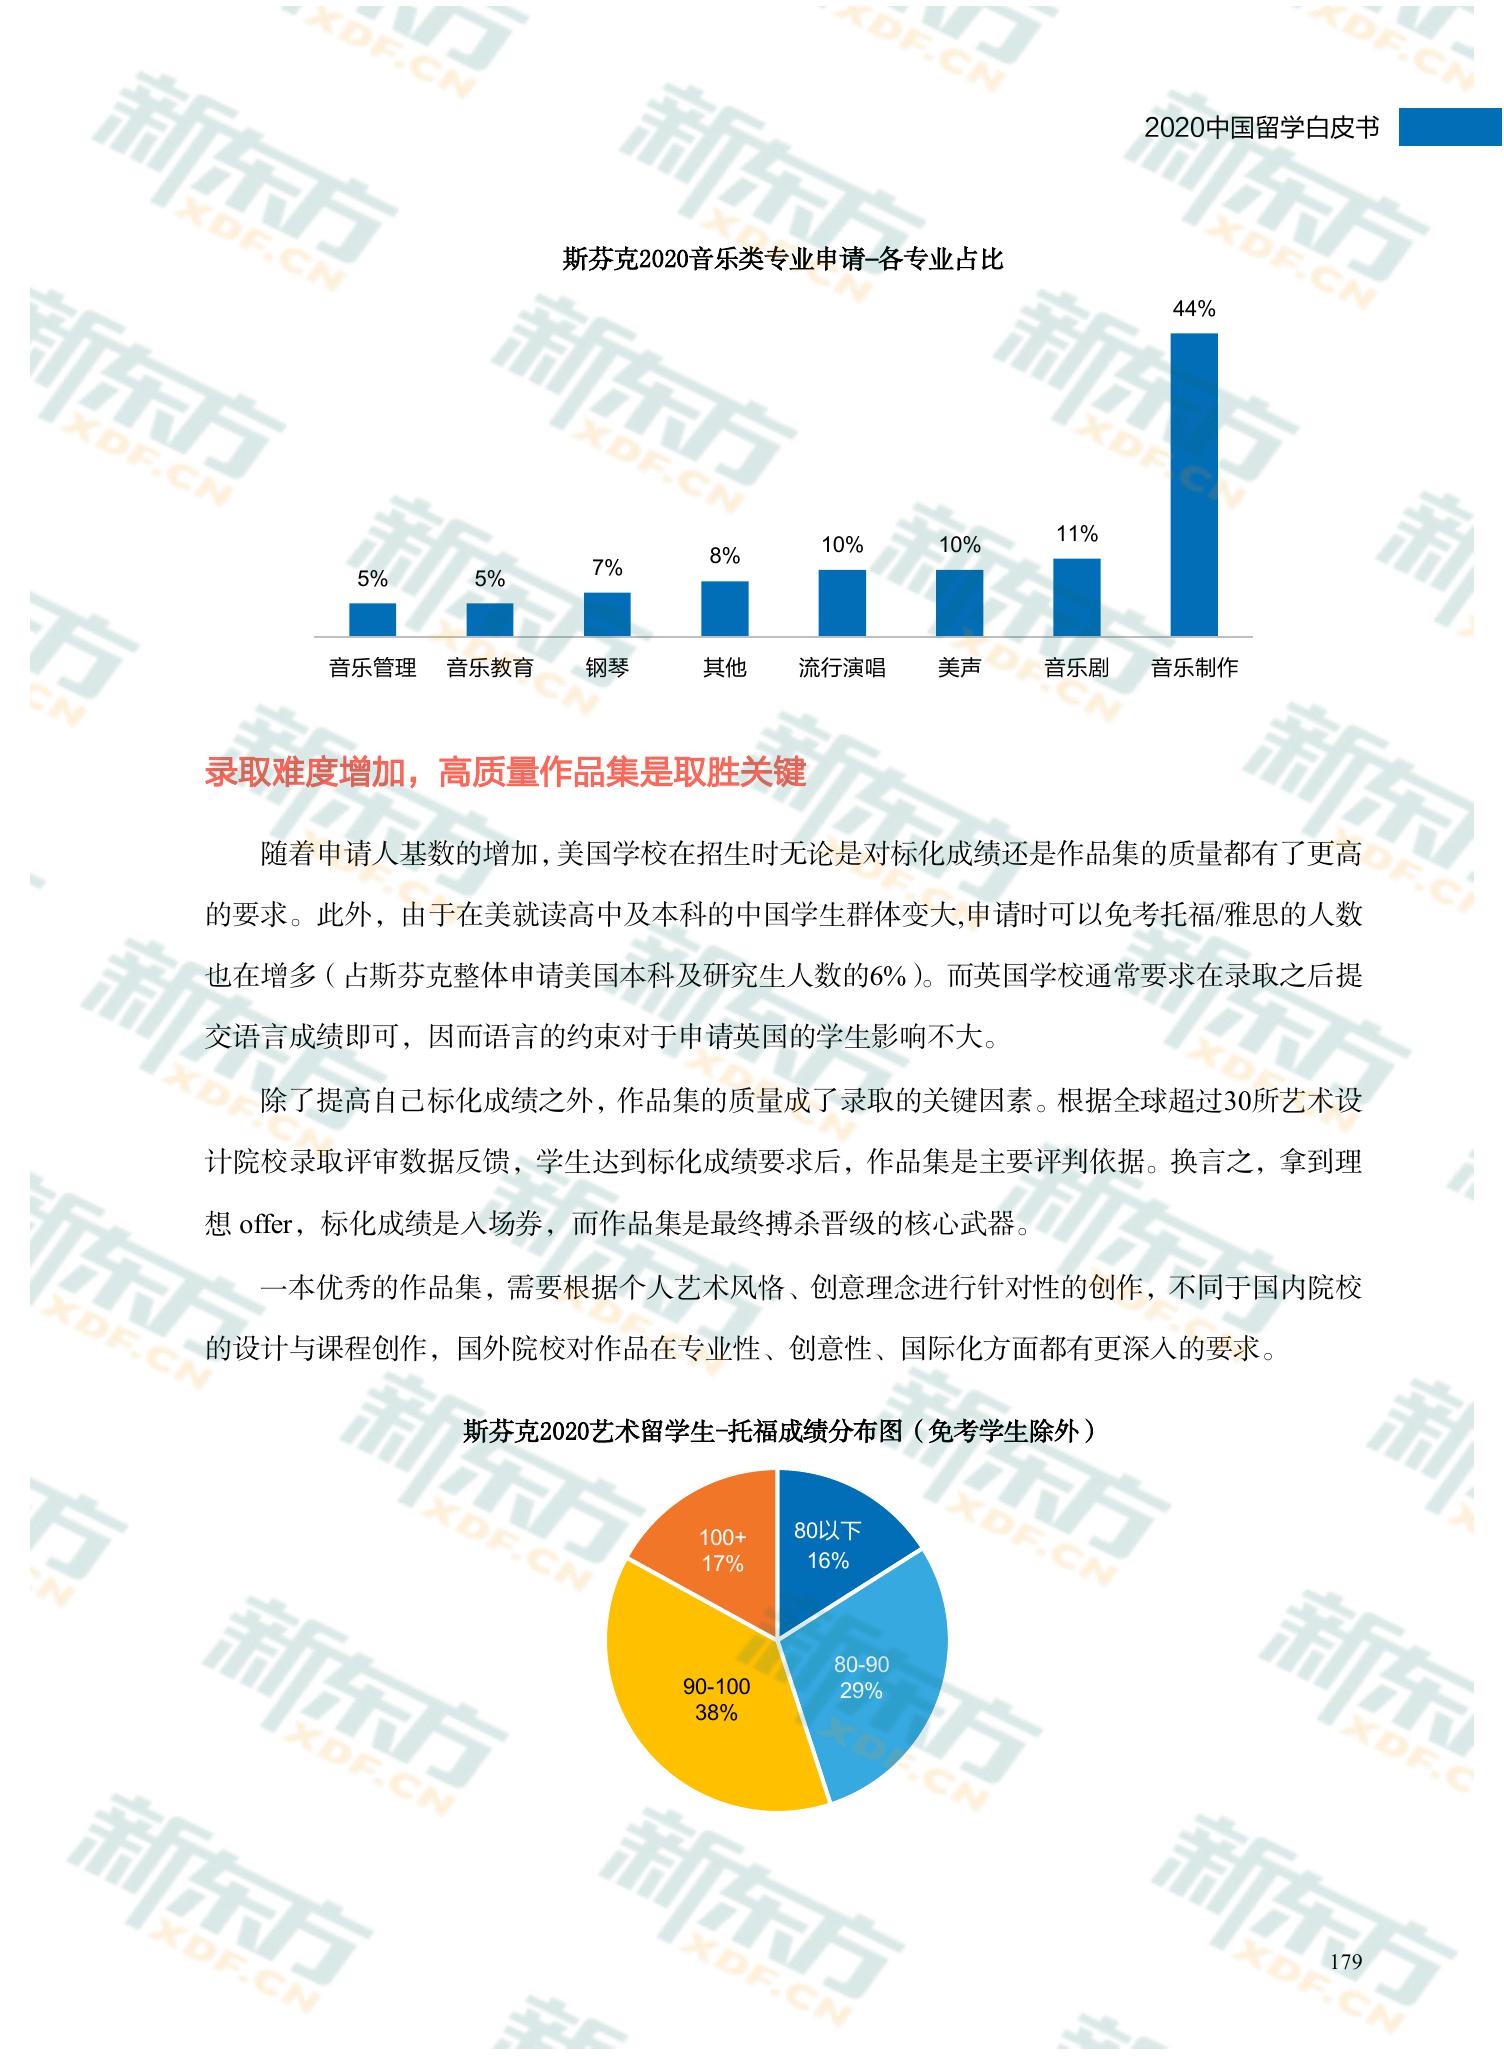 2020中国留学白皮书
斯芬克2020音乐类专业申请–各专业占比
44%
11%
10%
10%
8%
7%
5%
5%
音乐管理 音乐教育 钢琴 其他 流行演唱 美声 音乐剧 音乐制作
录取难度增加，高质量作品集是取胜关键
随着申请人基数的增加，美国学校在招生时无论是对标化成绩还是作品集的质量都有了更高
的要求。此外，由于在美就读高中及本科的中国学生群体变大,申请时可以免考托福/雅思的人数
也在增多（占斯芬克整体申请美国本科及研究生人数的6%）。而英国学校通常要求在录取之后提
交语言成绩即可，因而语言的约束对于申请英国的学生影响不大。
除了提高自己标化成绩之外，作品集的质量成了录取的关键因素。根据全球超过30所艺术设
计院校录取评审数据反馈，学生达到标化成绩要求后，作品集是主要评判依据。换言之，拿到理
想 offer，标化成绩是入场券，而作品集是最终搏杀晋级的核心武器。
一本优秀的作品集，需要根据个人艺术风恪、创意理念进行针对性的创作，不同于国内院校
的设计与课程创作，国外院校对作品在专业性、创意性、国际化方面都有更深入的要求。
斯芬克2020艺术留学生–托福成绩分布图（免考学生除外）
80以下
16%
100+
17%
80-90
29%
90-100
38%
179
新东方
XDF.CN